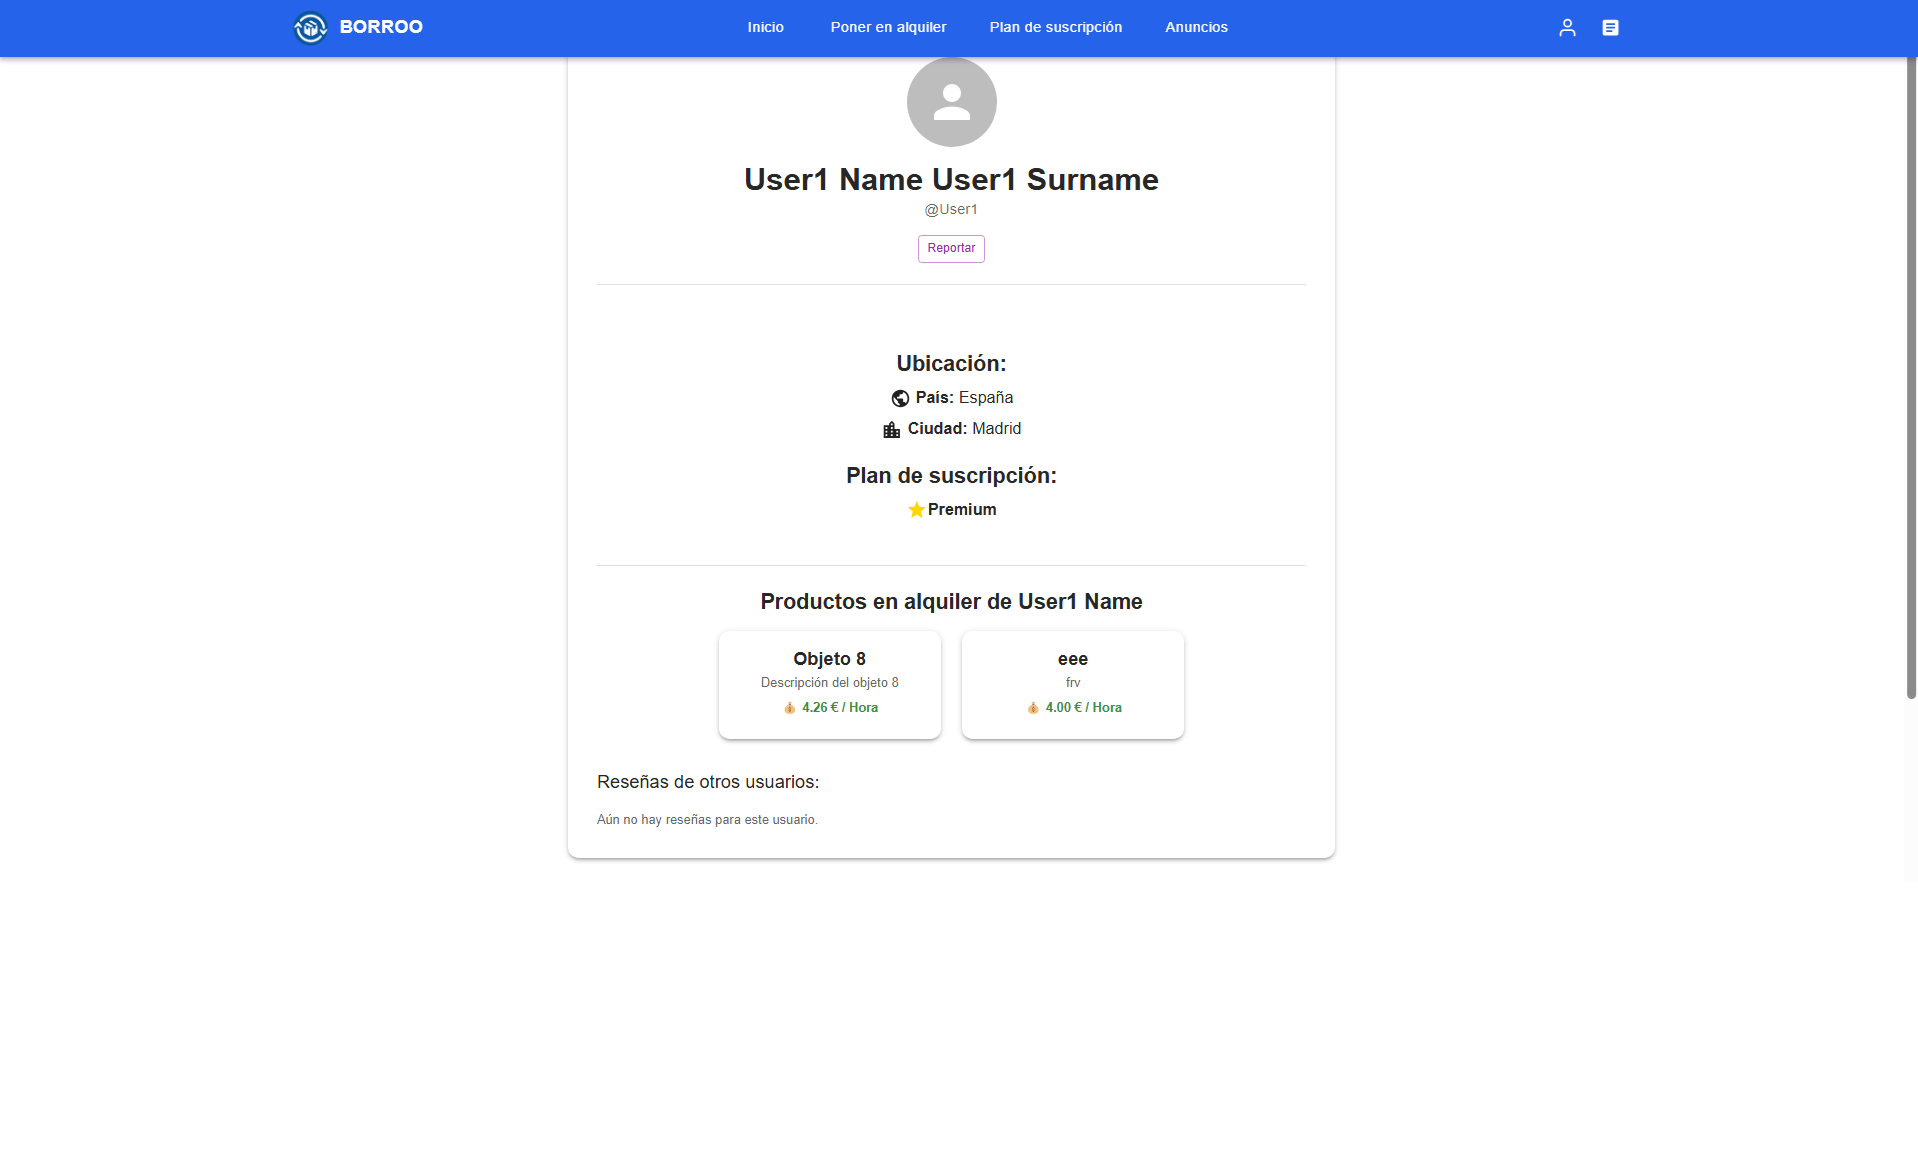 BORROO
Inicio
Poner en alquiler
Plan de suscripción
Anuncios
User1 Name User1 Surname
@User1
Reportar
Ubicación:
País: España
Ciudad: Madrid
Plan de suscripción:
Premium
Productos en alquiler de User1 Name
Objeto 8
Descripción del objeto 8
4.26 € / Hora
eee
frv
4.00 € / Hora
Reseñas de otros usuarios:
Aún no hay reseñas para este usuario.